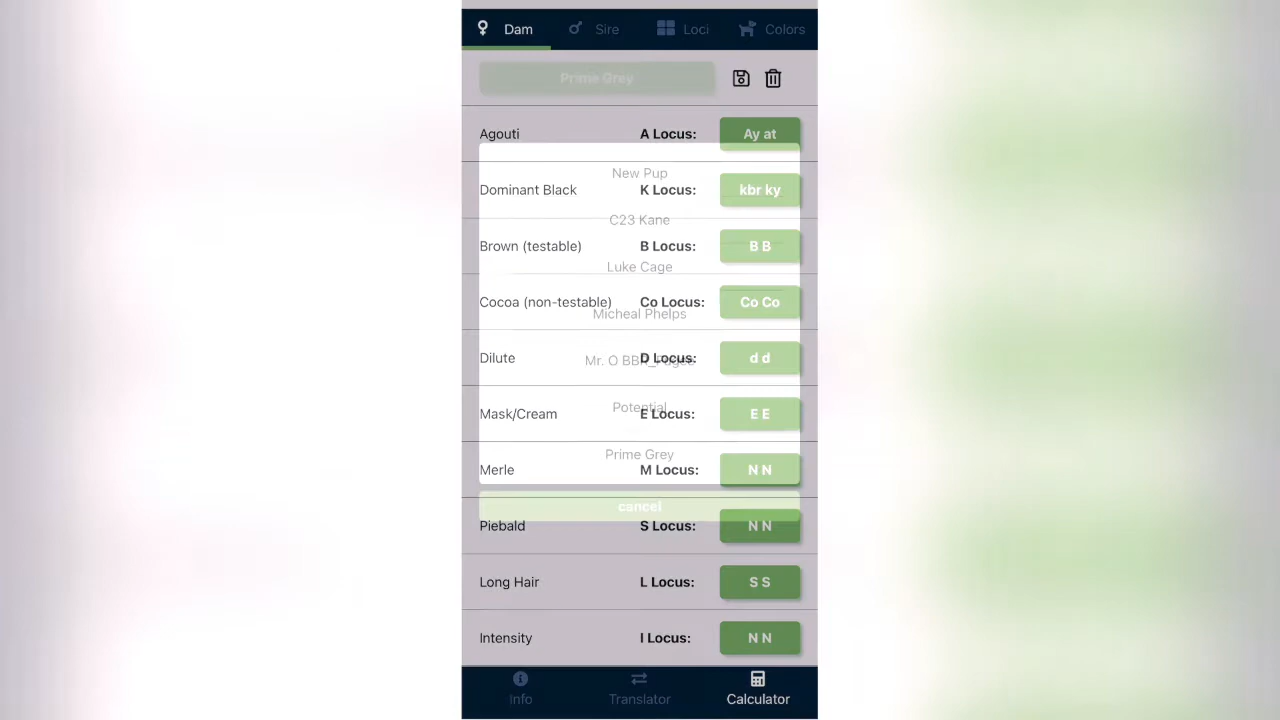 Dam Sire Loci Colors
Prime Grey
Agouti A Locus: Ay at
New Pup
Dominant Black K Locus: kbr ky
C23 Kane
Brown (testable) B Locus: B B
Luke Cage
Cocoa (non-testable) Co Locus: Co Co
Micheal Phelps
Dilute D Locus: d d
Mr. O BBR_Pages
Potential
Mask/Cream E Locus: E E
Prime Grey
Merle M Locus: N N
cancel
Piebald S Locus: N N
Long Hair L Locus: S S
Intensity I Locus: N N
Info Translator Calculator